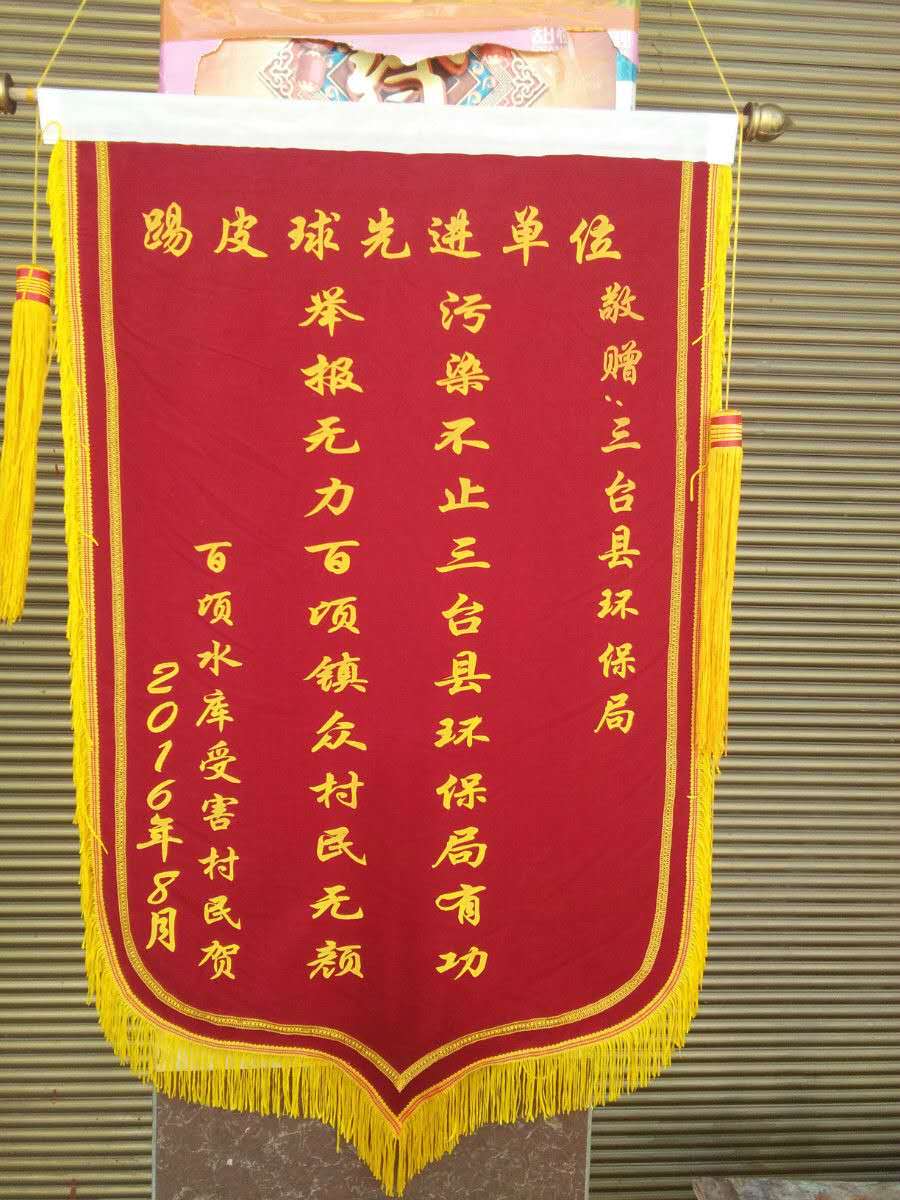 踢皮球先进单位
敬赠:三台县环保局
污染不止三台县环保局有功
举报无力百顷镇众村民无颜
百顷水库受害村民贺
2016年8月